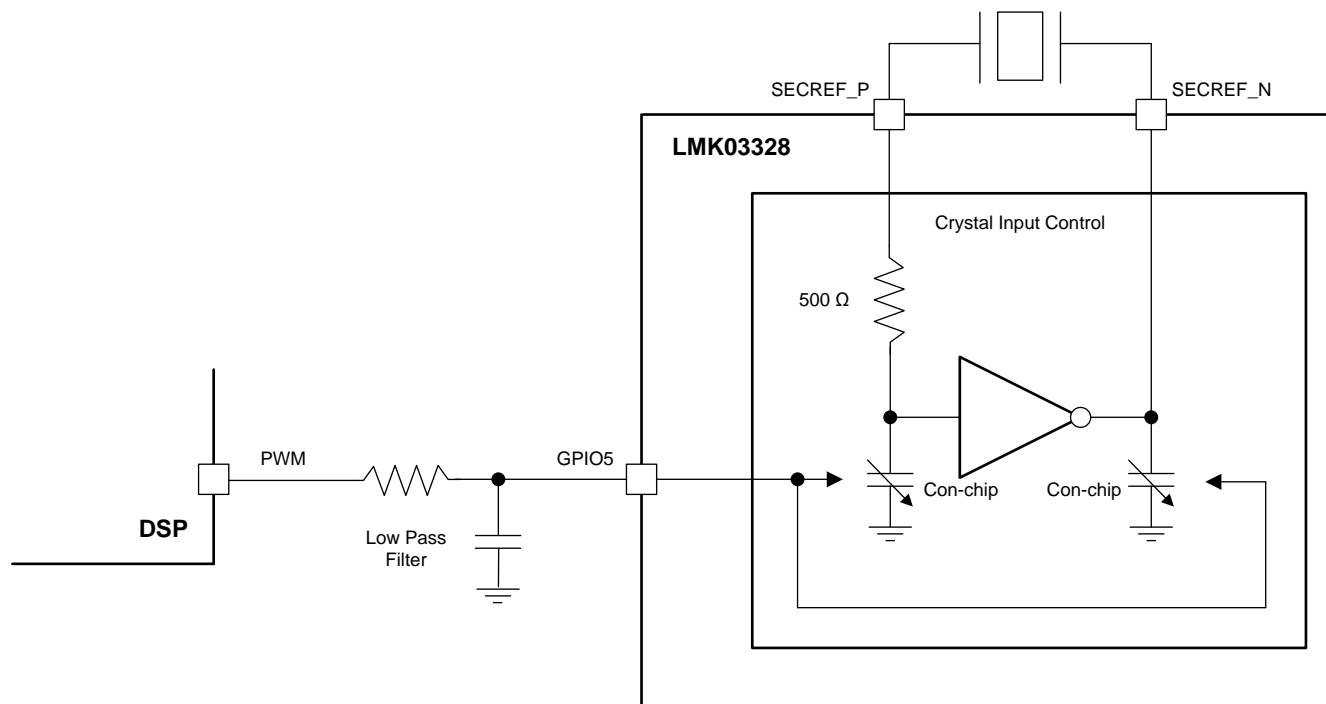 SECREF_P
SECREF_N
LMK03328
Crystal Input Control
500 Ω
PWM
GPIO5
Con-chip
Con-chip
DSP
Low Pass
Filter